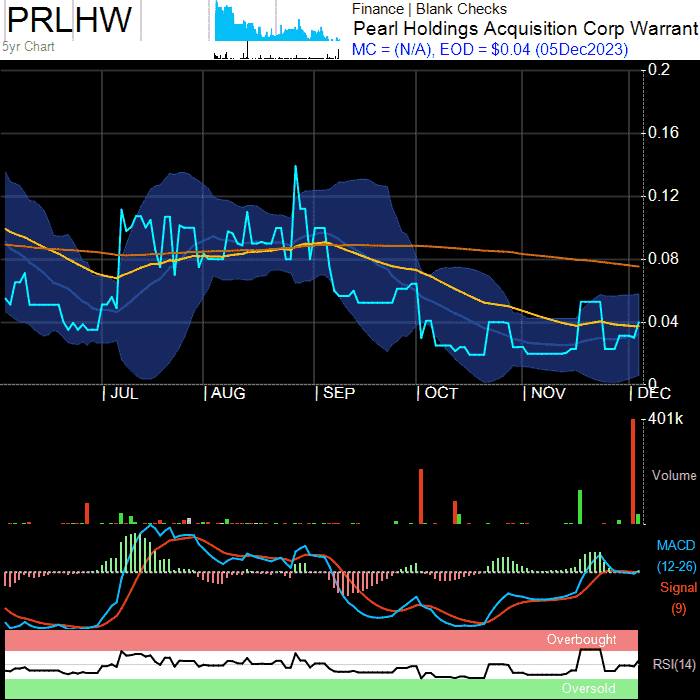 PRLHW
5yr Chart
Finance | Blank Checks
Pearl Holdings Acquisition Corp Warrant
MC = (N/A), EOD = $0.04 (05Dec2023)
0.2
0.16
0.12
0.08
0.04
0
JUL
AUG
SEP
OCT
NOV
DEC
401k
Volume
MACD
(12-26)
Signal
(9)
Overbought
RSI(14)
Oversold